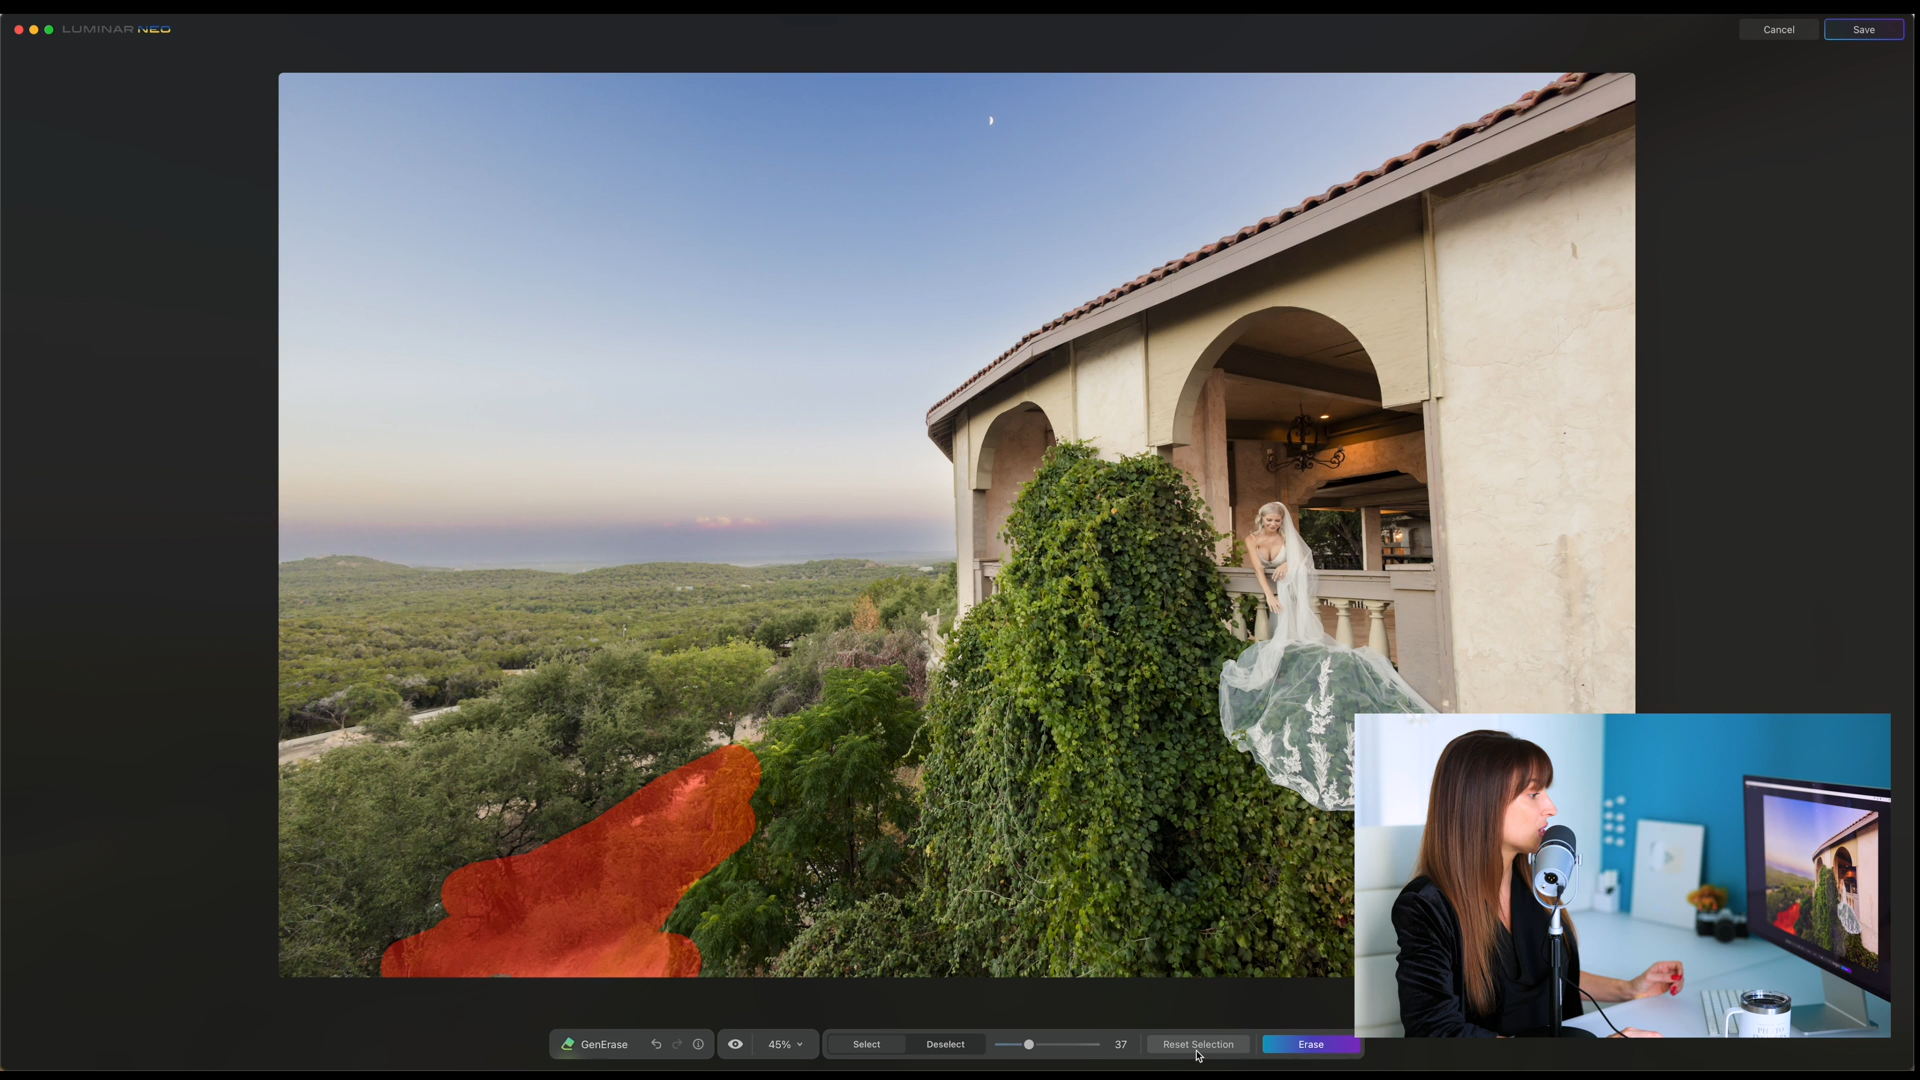 LUMINAR NEO
Cancel
Save
GenErase
45%
Select
Deselect
37
Reset Selection
Erase